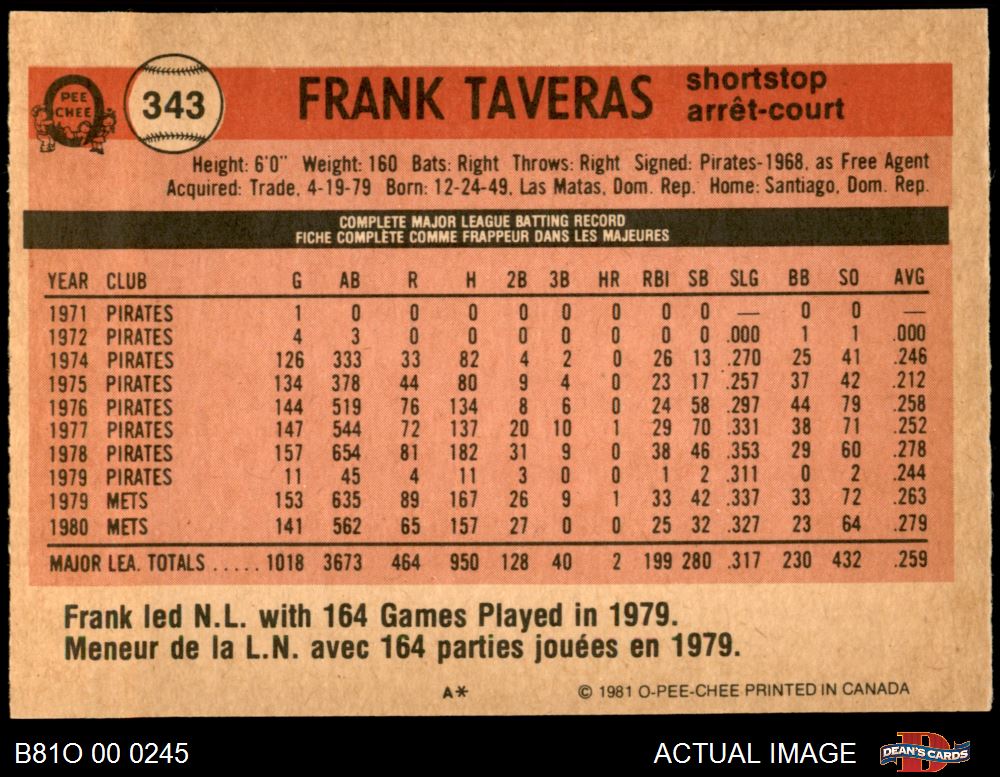 PEE
CHEE
343
FRANK TAVERAS
shortstop
arrêt-court
Height: 6'0" Weight: 160 Bats: Right Throws: Right Signed: Pirates-1968, as Free Agent
Acquired: Trade, 4-19-79 Born: 12-24-49, Las Matas, Dom. Rep. Home: Santiago, Dom. Rep.
COMPLETE MAJOR LEAGUE BATTING RECORD
FICHE COMPLÈTE COMME FRAPPEUR DANS LES MAJEURES
YEAR CLUB G AB R H 2B 3B HR RBI SB SLG BB SO AVG
1971 PIRATES 1 0 0 0 0 0 0 0 0 — 0 0 —
1972 PIRATES 4 3 0 0 0 0 0 0 0 .000 1 1 .000
1974 PIRATES 126 333 33 82 4 2 0 26 13 .270 25 41 .246
1975 PIRATES 134 378 44 80 9 4 0 23 17 .257 37 42 .212
1976 PIRATES 144 519 76 134 8 6 0 24 58 .297 44 79 .258
1977 PIRATES 147 544 72 137 20 10 1 29 70 .331 38 71 .252
1978 PIRATES 157 654 81 182 31 9 0 38 46 .353 29 60 .278
1979 PIRATES 11 45 4 11 3 0 0 1 2 .311 0 2 .244
1979 METS 153 635 89 167 26 9 1 33 42 .337 33 72 .263
1980 METS 141 562 65 157 27 0 0 25 32 .327 23 64 .279
MAJOR LEA. TOTALS ..... 1018 3673 464 950 128 40 2 199 280 .317 230 432 .259
Frank led N.L. with 164 Games Played in 1979.
Meneur de la L.N. avec 164 parties jouées en 1979.
A* © 1981 O-PEE-CHEE PRINTED IN CANADA
B81O 00 0245 ACTUAL IMAGE DEAN'S CARDS